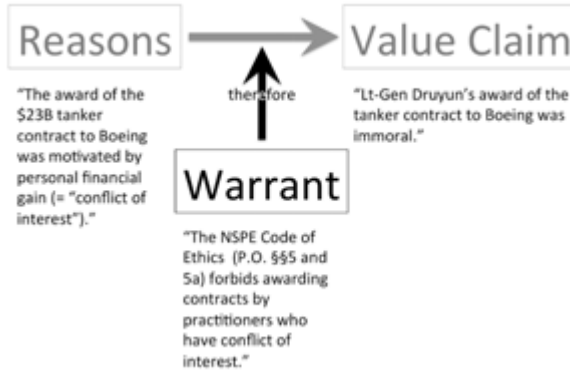 Reasons
Value Claim
"The award of the
$23B tanker
contract to Boeing
was motivated by
personal financial
gain (= "conflict of
interest")."
therefore
"Lt-Gen Druyun's award of the
tanker contract to Boeing was
immoral."
Warrant
"The NSPE Code of
Ethics (P.O. §§5 and
5a) forbids awarding
contracts by
practitioners who
have conflict of
interest."